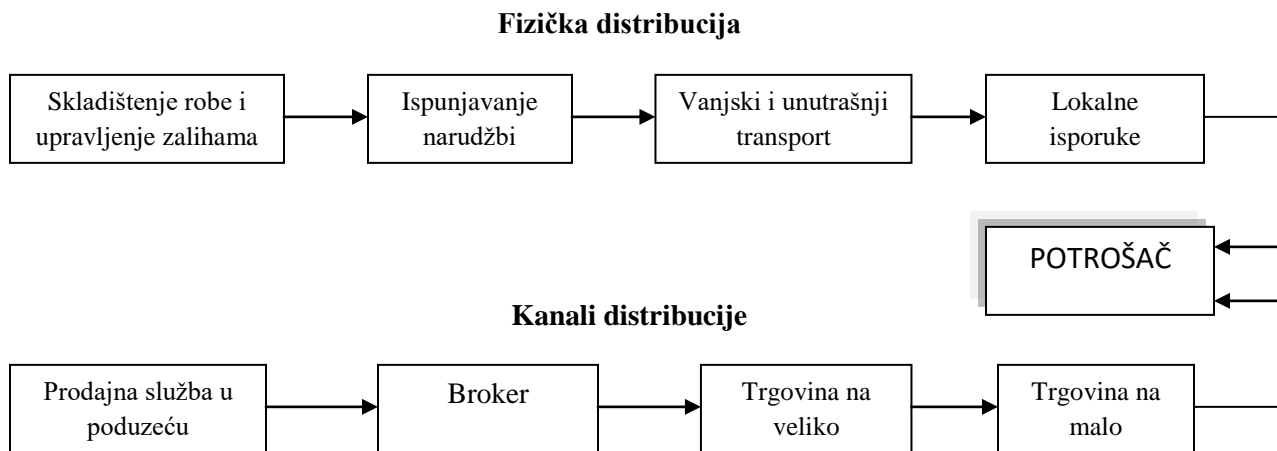 Fizička distribucija
Skladištenje robe i
upravljenje zalihama
Ispunjavanje
narudžbi
Vanjski i unutrašnji
transport
Lokalne
isporuke
POTROŠAČ
Kanali distribucije
Prodajna služba u
poduzeću
Broker
Trgovina na
veliko
Trgovina na
malo